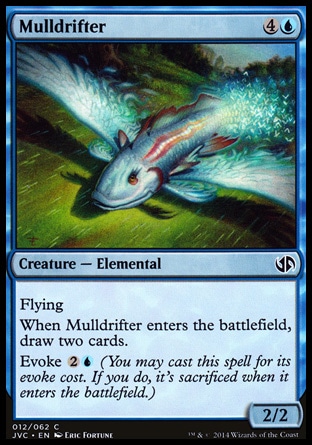 Mulldrifter 4
Creature — Elemental
Flying
When Mulldrifter enters the battlefield,
draw two cards.
Evoke 2 (You may cast this spell for its
evoke cost. If you do, it's sacrificed when it
enters the battlefield.)
2/2
012/062 C
JVC • EN Eric Fortune
™ & © 2014 Wizards of the Coast